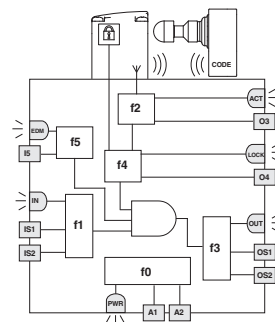 CODE
f2
ACT
O3
EDM
f5
I5
f4
LOCK
O4
IN
f1
IS1
IS2
OUT
f3
OS1
OS2
f0
PWR
A1
A2